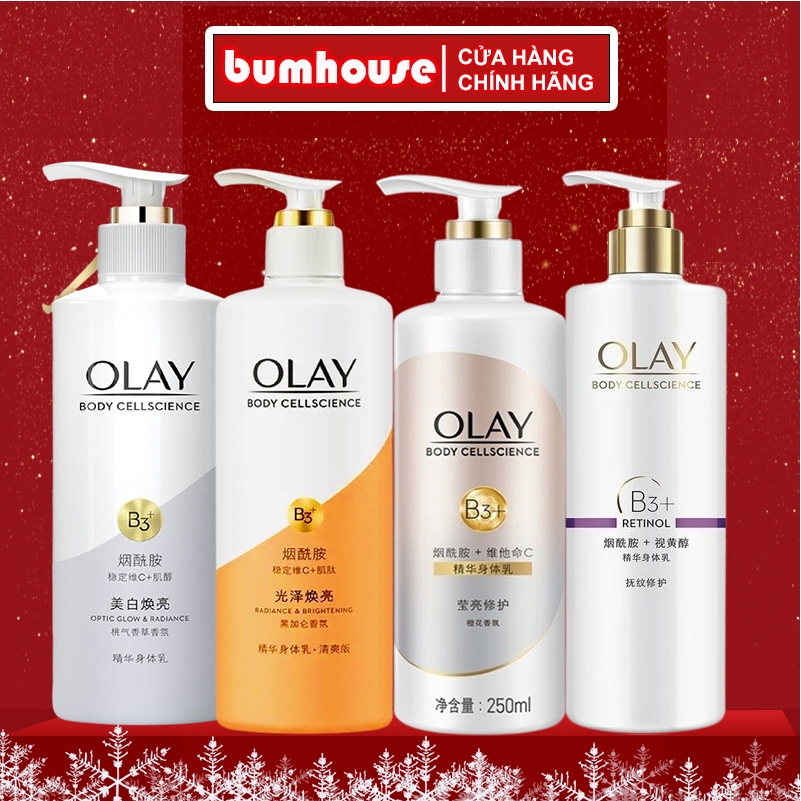 bumhouse
CỬA HÀNG
CHÍNH HÃNG
OLAY
BODY CELLSCIENCE
B3+
烟酰胺
稳定维C+肌醇
美白焕亮
OPTIC GLOW & RADIANCE
桃气香草香氛
精华身体乳
OLAY
BODY CELLSCIENCE
B3+
烟酰胺
稳定维C+肌肽
光泽焕亮
RADIANCE & BRIGHTENING
黑加仑香氛
精华身体乳·清爽版
OLAY
BODY CELLSCIENCE
B3+
烟酰胺 + 维他命C
精华身体乳
莹亮修护
橙花香氛
净含量：250ml
OLAY
BODY CELLSCIENCE
B3+
RETINOL
烟酰胺 + 视黄醇
精华身体乳
抚纹修护